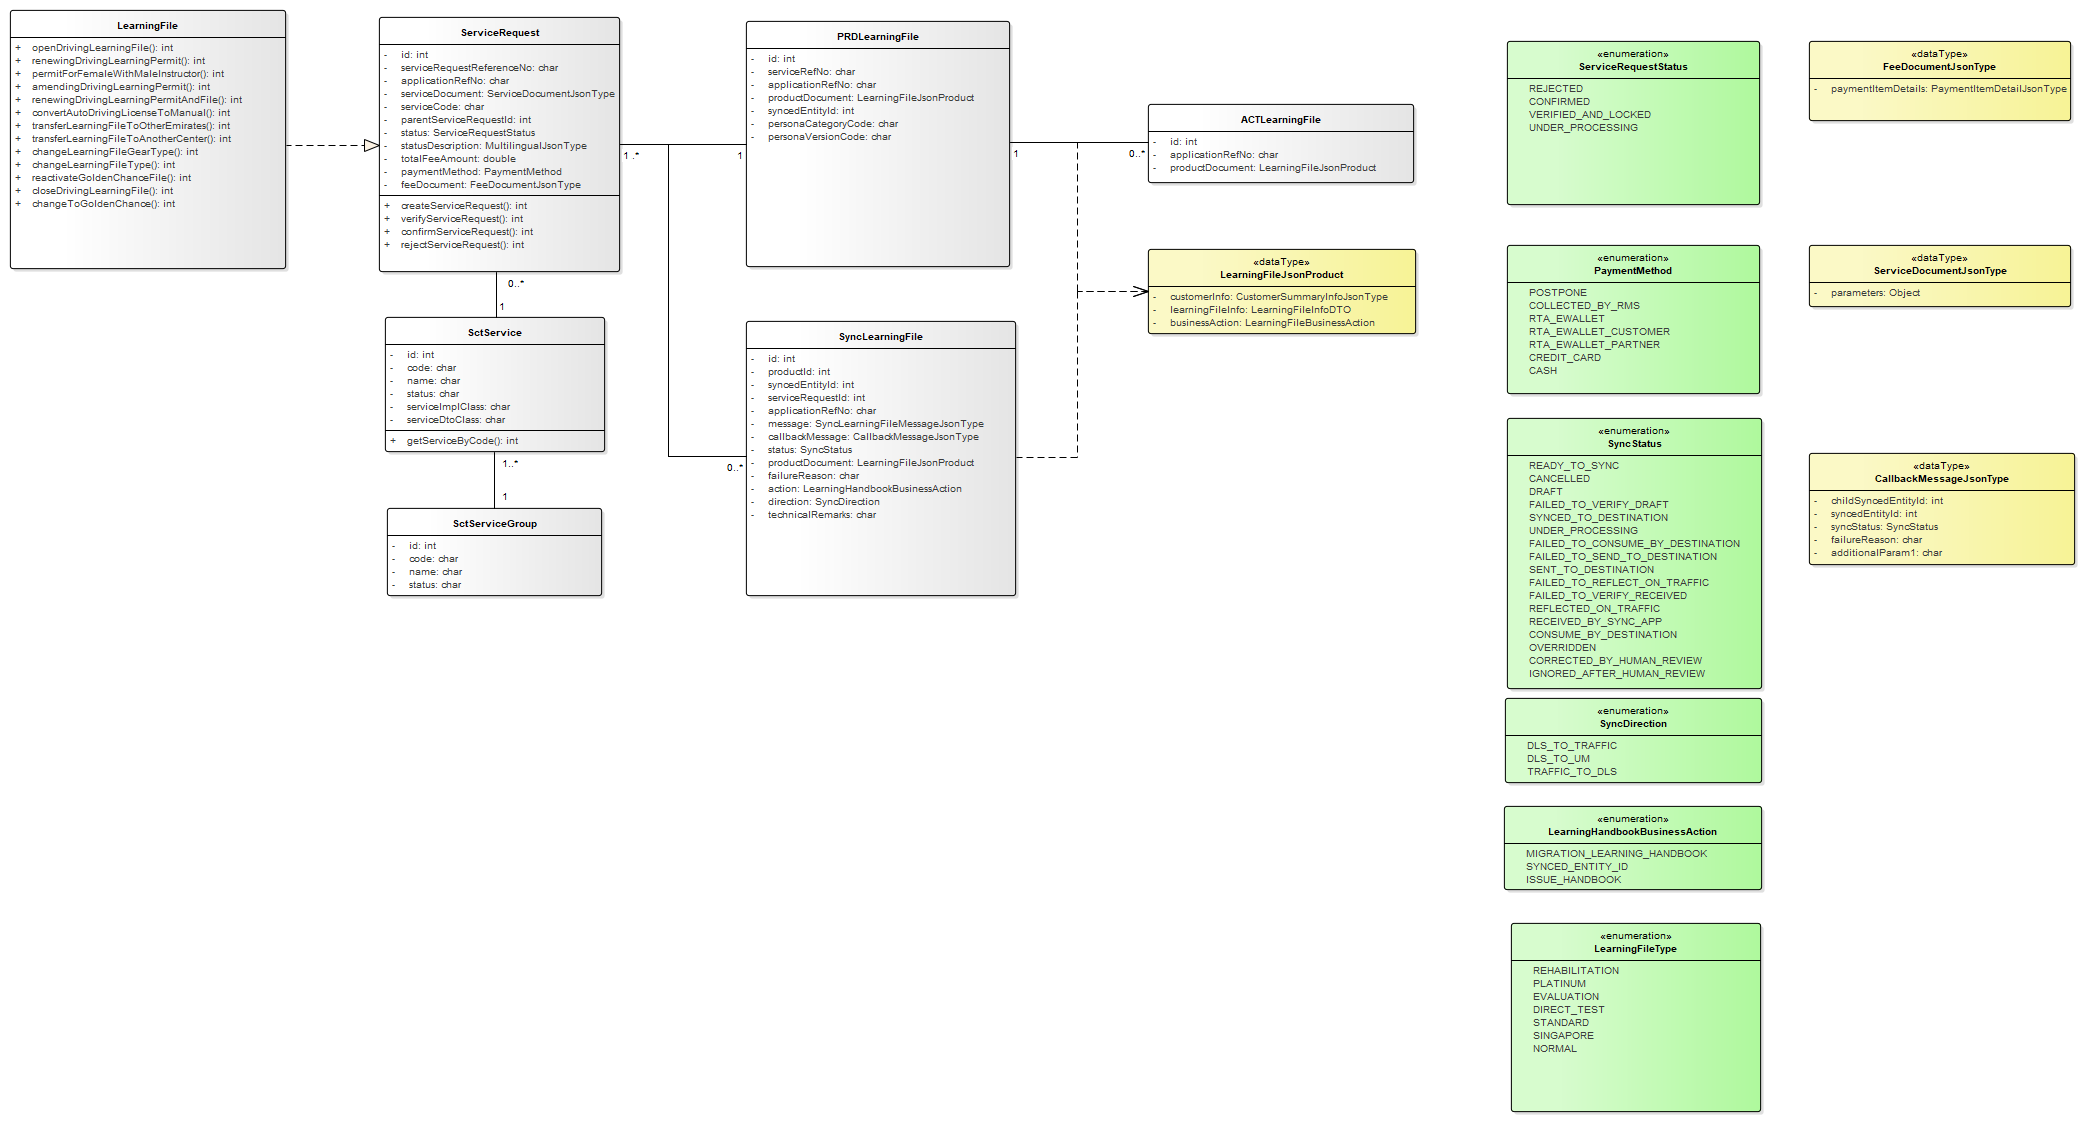 LearningFile
+ openDrivingLearningFile(): int
+ renewingDrivingLearningPermit(): int
+ permitForFemaleWithMaleInstructor(): int
+ amendingDrivingLearningPermit(): int
+ renewingDrivingLearningPermitAndFile(): int
+ convertAutoDrivingLicenseToManual(): int
+ transferLearningFileToOtherEmirates(): int
+ transferLearningFileToAnotherCenter(): int
+ changeLearningFileGearType(): int
+ changeLearningFileType(): int
+ reactivateGoldenChanceFile(): int
+ closeDrivingLearningFile(): int
+ changeToGoldenChance(): int
ServiceRequest
- id: int
- serviceRequestReferenceNo: char
- applicationRefNo: char
- serviceDocument: ServiceDocumentJsonType
- serviceCode: char
- parentServiceRequestId: int
- status: ServiceRequestStatus
- statusDescription: MultilingualJsonType
- totalFeeAmount: double
- paymentMethod: PaymentMethod
- feeDocument: FeeDocumentJsonType
+ createServiceRequest(): int
+ verifyServiceRequest(): int
+ confirmServiceRequest(): int
+ rejectServiceRequest(): int
1..*
1
0..*
1
SctService
- id: int
- code: char
- name: char
- status: char
- serviceImplClass: char
- serviceDtoClass: char
+ getServiceByCode(): int
1..*
1
SctServiceGroup
- id: int
- code: char
- name: char
- status: char
PRDLearningFile
- id: int
- serviceRefNo: char
- applicationRefNo: char
- productDocument: LearningFileJsonProduct
- syncedEntityId: int
- personaCategoryCode: char
- personaVersionCode: char
1
0..*
0..*
SyncLearningFile
- id: int
- productId: int
- syncedEntityId: int
- serviceRequestId: int
- applicationRefNo: char
- message: SyncLearningFileMessageJsonType
- callbackMessage: CallbackMessageJsonType
- status: SyncStatus
- productDocument: LearningFileJsonProduct
- failureReason: char
- action: LearningHandbookBusinessAction
- direction: SyncDirection
- technicalRemarks: char
ACTLearningFile
- id: int
- applicationRefNo: char
- productDocument: LearningFileJsonProduct
«dataType»
LearningFileJsonProduct
- customerInfo: CustomerSummaryInfoJsonType
- learningFileInfo: LearningFileInfoDTO
- businessAction: LearningFileBusinessAction
«enumeration»
ServiceRequestStatus
REJECTED
CONFIRMED
VERIFIED_AND_LOCKED
UNDER_PROCESSING
«enumeration»
PaymentMethod
POSTPONE
COLLECTED_BY_RMS
RTA_EWALLET
RTA_EWALLET_CUSTOMER
RTA_EWALLET_PARTNER
CREDIT_CARD
CASH
«enumeration»
SyncStatus
READY_TO_SYNC
CANCELLED
DRAFT
FAILED_TO_VERIFY_DRAFT
SYNCED_TO_DESTINATION
UNDER_PROCESSING
FAILED_TO_CONSUME_BY_DESTINATION
FAILED_TO_SEND_TO_DESTINATION
SENT_TO_DESTINATION
FAILED_TO_REFLECT_ON_TRAFFIC
FAILED_TO_VERIFY_RECEIVED
REFLECTED_ON_TRAFFIC
RECEIVED_BY_SYNC_APP
CONSUME_BY_DESTINATION
OVERRIDDEN
CORRECTED_BY_HUMAN_REVIEW
IGNORED_AFTER_HUMAN_REVIEW
«enumeration»
SyncDirection
DLS_TO_TRAFFIC
DLS_TO_UM
TRAFFIC_TO_DLS
«enumeration»
LearningHandbookBusinessAction
MIGRATION_LEARNING_HANDBOOK
SYNCED_ENTITY_ID
ISSUE_HANDBOOK
«enumeration»
LearningFileType
REHABILITATION
PLATINUM
EVALUATION
DIRECT_TEST
STANDARD
SINGAPORE
NORMAL
«dataType»
FeeDocumentJsonType
- paymentItemDetails: PaymentItemDetailJsonType
«dataType»
ServiceDocumentJsonType
- parameters: Object
«dataType»
CallbackMessageJsonType
- childSyncedEntityId: int
- syncedEntityId: int
- syncStatus: SyncStatus
- failureReason: char
- additionalParam1: char